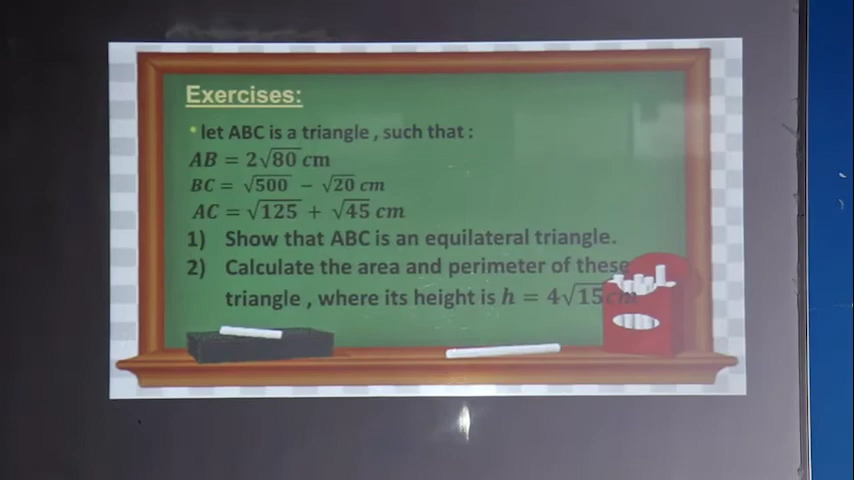 Exercises:
• let ABC is a triangle , such that :
AB = 2√80 cm
BC = √500 − √20 cm
AC = √125 + √45 cm
1) Show that ABC is an equilateral triangle.
2) Calculate the area and perimeter of these
triangle , where its height is h = 4√15cm